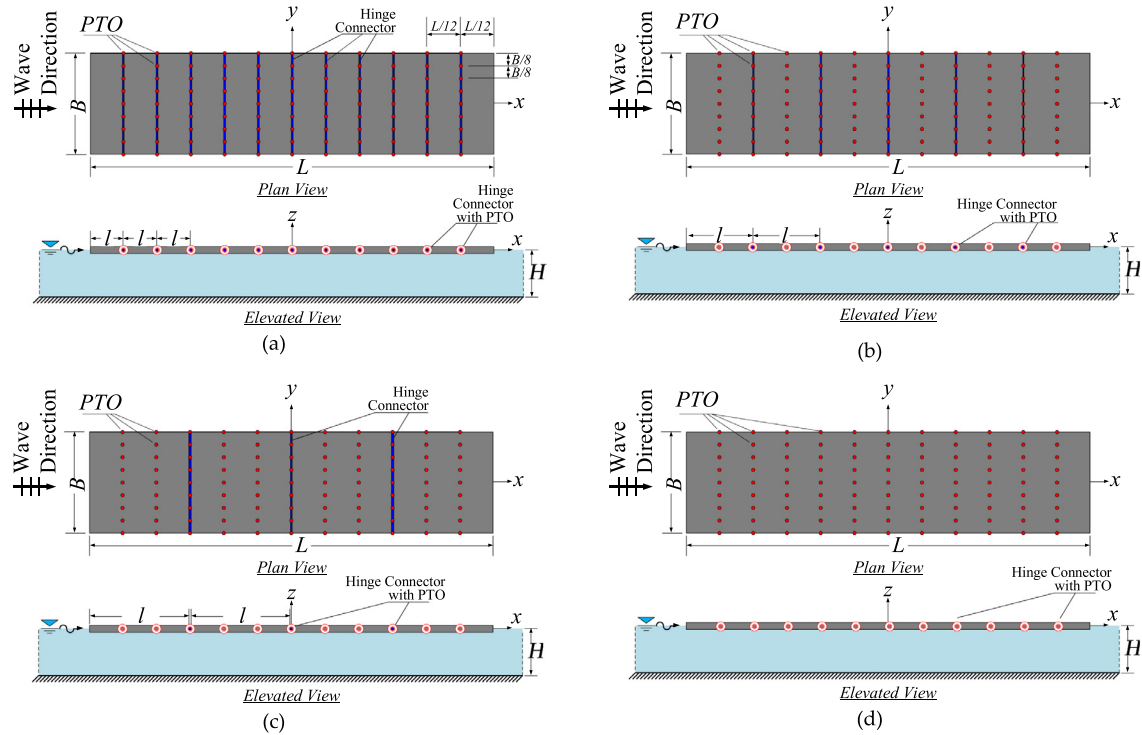 y
PTO
Hinge
Connector
L/12
L/12
B/8
B/8
Wave
Direction
B
x
L
Plan View
Hinge
Connector
with PTO
z
l
l
l
x
H
Elevated View
(a)
y
PTO
Wave
Direction
B
x
L
Plan View
Hinge Connector
with PTO
z
l
l
x
H
Elevated View
(b)
y
PTO
Hinge
Connector
Wave
Direction
B
x
L
Plan View
Hinge Connector
with PTO
z
l
l
x
H
Elevated View
(c)
y
PTO
Wave
Direction
B
x
L
Plan View
Hinge Connector
with PTO
z
x
H
Elevated View
(d)